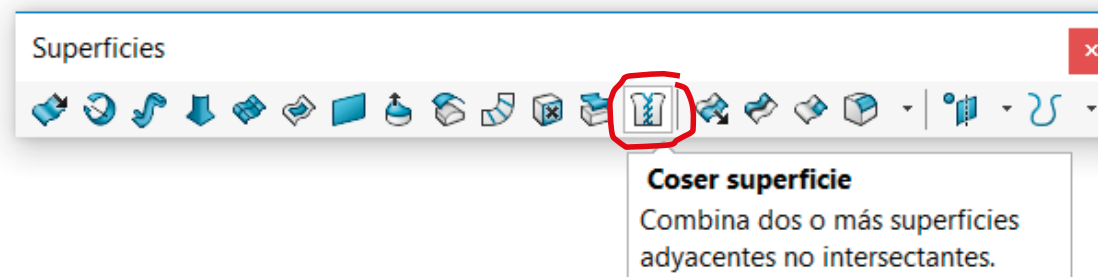 Superficies
Coser superficie
Combina dos o más superficies
adyacentes no intersectantes.